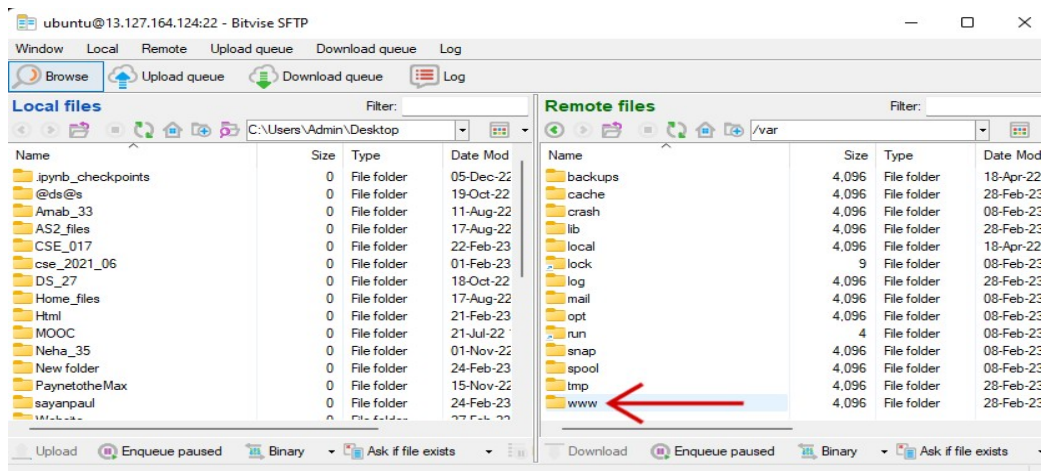 ubuntu@13.127.164.124:22 - Bitvise SFTP
Window Local Remote Upload queue Download queue Log
Browse Upload queue Download queue Log
Local files Filter:
C:\Users\Admin\Desktop
Name Size Type Date Mod
.ipynb_checkpoints 0 File folder 05-Dec-22
@ds@s 0 File folder 19-Oct-22
Arnab_33 0 File folder 11-Aug-22
AS2_files 0 File folder 17-Aug-22
CSE_017 0 File folder 22-Feb-23
cse_2021_06 0 File folder 01-Feb-23
DS_27 0 File folder 18-Oct-22
Home_files 0 File folder 17-Aug-22
Html 0 File folder 21-Feb-23
MOOC 0 File folder 21-Jul-22
Neha_35 0 File folder 01-Nov-22
New folder 0 File folder 24-Feb-23
PaynetotheMax 0 File folder 15-Nov-22
sayanpaul 0 File folder 24-Feb-23
Upload Enqueue paused Binary Ask if file exists
Remote files Filter:
/var
Name Size Type Date Mod
backups 4,096 File folder 18-Apr-22
cache 4,096 File folder 28-Feb-23
crash 4,096 File folder 08-Feb-23
lib 4,096 File folder 28-Feb-23
local 4,096 File folder 18-Apr-22
lock 9 File folder 08-Feb-23
log 4,096 File folder 28-Feb-23
mail 4,096 File folder 08-Feb-23
opt 4,096 File folder 08-Feb-23
run 4 File folder 08-Feb-23
snap 4,096 File folder 08-Feb-23
spool 4,096 File folder 08-Feb-23
tmp 4,096 File folder 28-Feb-23
www 4,096 File folder 28-Feb-23
Download Enqueue paused Binary Ask if file exists